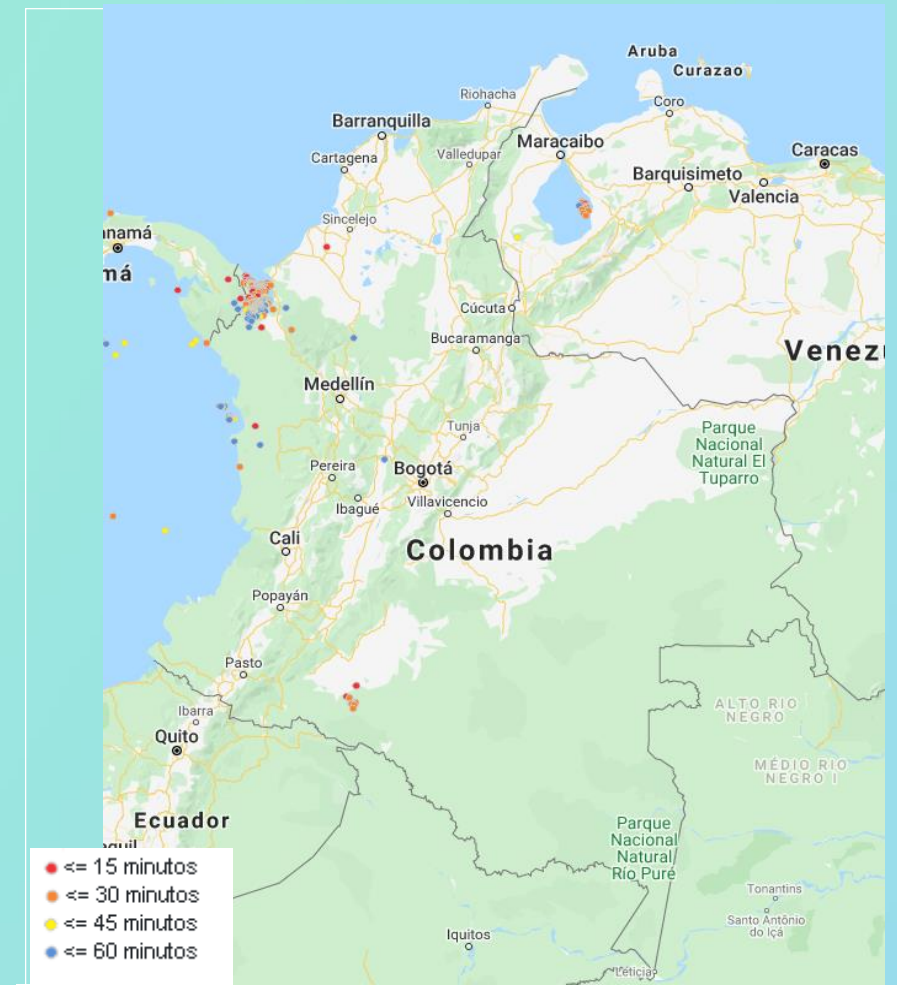 Aruba
Curazao
Riohacha
Coro
Barranquilla
Maracaibo
Caracas
Cartagena
Valledupar
Barquisimeto
Valencia
Sincelejo
namá
má
Cúcuta
Bucaramanga
Venez
Medellín
Tunja
Parque
Nacional
Natural El
Tuparro
Pereira
Bogotá
Ibagué
Villavicencio
Cali
Colombia
Popayán
Pasto
Ibarra
ALTO RIO
NEGRO
Quito
MÉDIO RIO
NEGRO I
Ecuador
Parque
Nacional
Natural
Río Puré
<= 15 minutos
<= 30 minutos
<= 45 minutos
<= 60 minutos
Tonantins
Santo Antônio
do Içá
Iquitos
Leticia